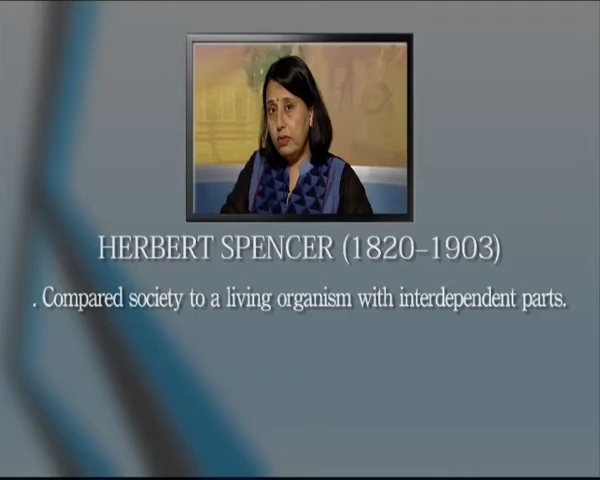 HERBERT SPENCER (1820–1903)
. Compared society to a living organism with interdependent parts.